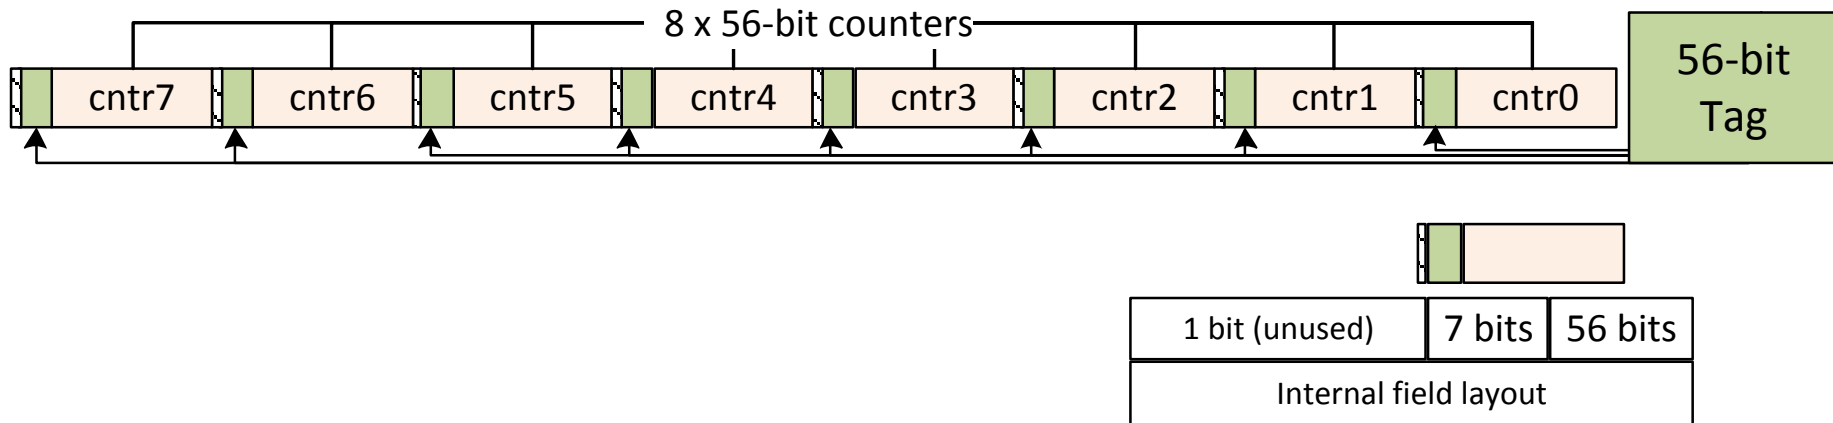 8 x 56-bit counters
cntr7 cntr6 cntr5 cntr4 cntr3 cntr2 cntr1 cntr0
56-bit
Tag
1 bit (unused) 7 bits 56 bits
Internal field layout